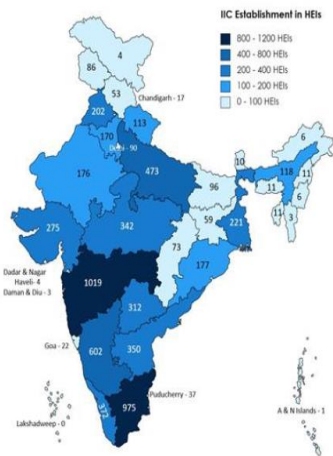 IIC Establishment in HEIs
800 - 1200 HEIs
400 - 800 HEIs
200 - 400 HEIs
100 - 200 HEIs
0 - 100 HEIs
4
86
53
Chandigarh - 17
202
113
170
Delhi - 90
176
473
96
10
6
118
11
11
6
11
3
275
342
59
221
73
177
Dadar & Nagar
Haveli- 4
Daman & Diu - 3
1019
312
Goa - 22
602
350
Puducherry - 37
975
372
Lakshadweep - 0
A & N Islands - 1